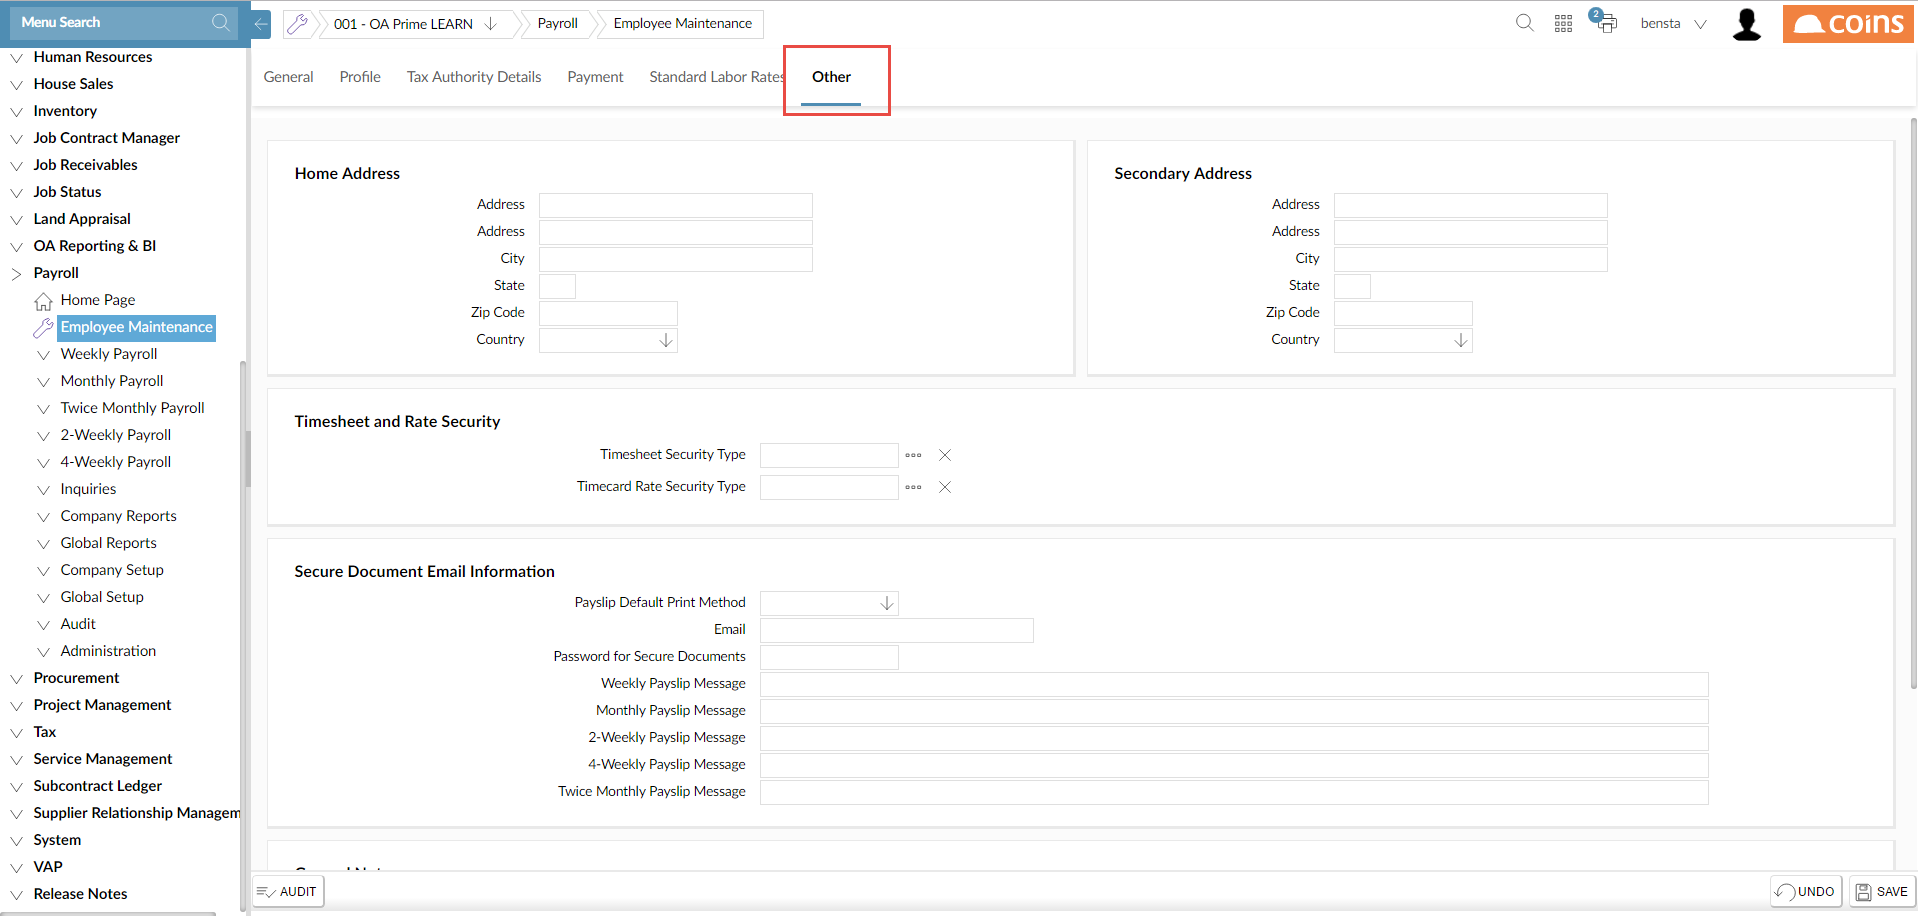 Menu Search
001 - OA Prime LEARN
Payroll
Employee Maintenance
2
bensta
coins
Human Resources
House Sales
Inventory
Job Contract Manager
Job Receivables
Job Status
Land Appraisal
OA Reporting & BI
Payroll
Home Page
Employee Maintenance
Weekly Payroll
Monthly Payroll
Twice Monthly Payroll
2-Weekly Payroll
4-Weekly Payroll
Inquiries
Company Reports
Global Reports
Company Setup
Global Setup
Audit
Administration
Procurement
Project Management
Tax
Service Management
Subcontract Ledger
Supplier Relationship Managem
System
VAP
Release Notes
General
Profile
Tax Authority Details
Payment
Standard Labor Rates
Other
Home Address
Address
Address
City
State
Zip Code
Country
Secondary Address
Address
Address
City
State
Zip Code
Country
Timesheet and Rate Security
Timesheet Security Type
Timecard Rate Security Type
Secure Document Email Information
Payslip Default Print Method
Email
Password for Secure Documents
Weekly Payslip Message
Monthly Payslip Message
2-Weekly Payslip Message
4-Weekly Payslip Message
Twice Monthly Payslip Message
AUDIT
UNDO
SAVE